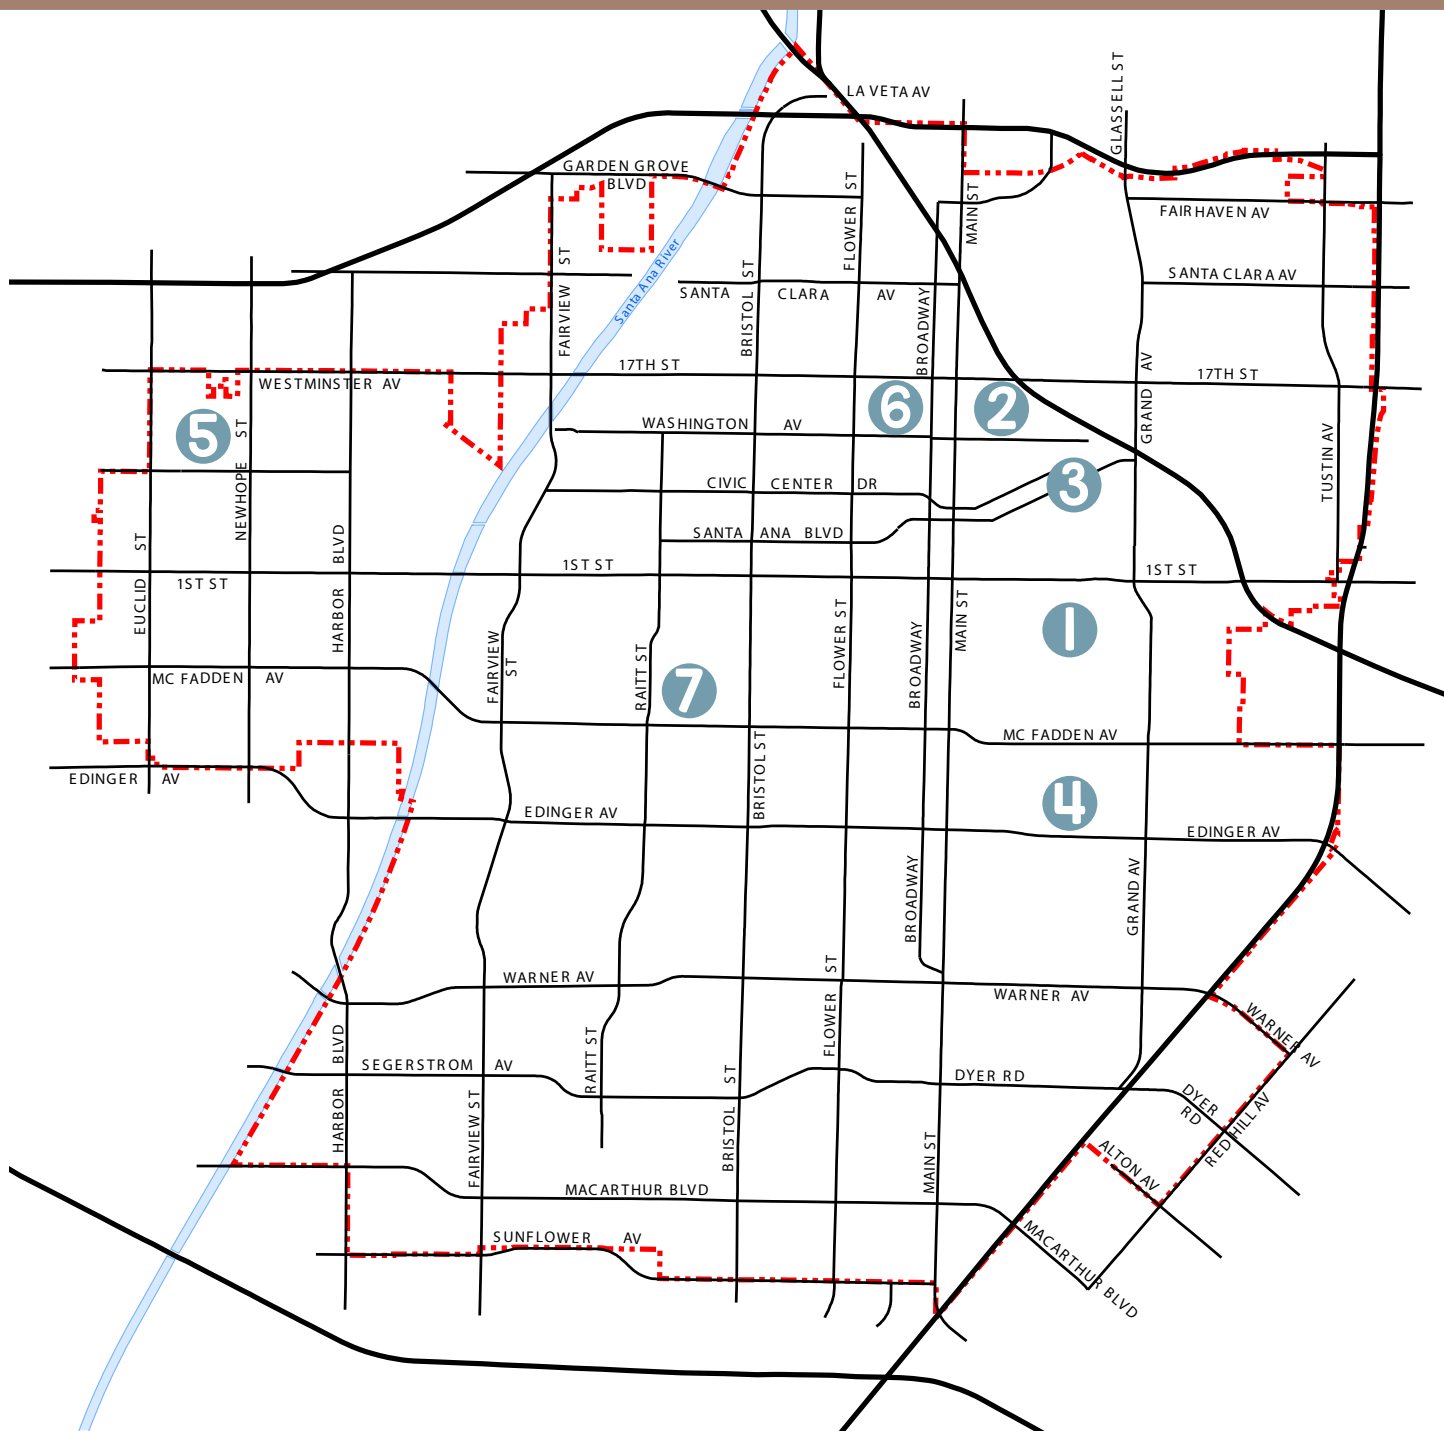 LA VETA AV
GLASSELL ST
GARDEN GROVE
BLVD
FLOWER ST
MAIN ST
FAIRHAVEN AV
FAIRVIEW ST
Santa Ana River
SANTA CLARA AV
SANTA CLARA AV
BRISTOL ST
BROADWAY
17TH ST
17TH ST
WESTMINSTER AV
GRAND AV
6
2
5
WASHINGTON AV
NEWHOPE ST
TUSTIN AV
CIVIC CENTER DR
3
SANTA ANA BLVD
EUCLID ST
HARBOR BLVD
1ST ST
1ST ST
1ST ST
FAIRVIEW ST
RAITT ST
FLOWER ST
BROADWAY
MAIN ST
1
MC FADDEN AV
7
MC FADDEN AV
EDINGER AV
BRISTOL ST
4
EDINGER AV
EDINGER AV
BROADWAY
GRAND AV
WARNER AV
FLOWER ST
WARNER AV
WARNER AV
HARBOR BLVD
SEGERSTROM AV
RAITT ST
BRISTOL ST
DYER RD
DYER
RD
RED HILL AV
FAIRVIEW ST
MAIN ST
ALTON AV
MACARTHUR BLVD
SUNFLOWER AV
MACARTHUR BLVD